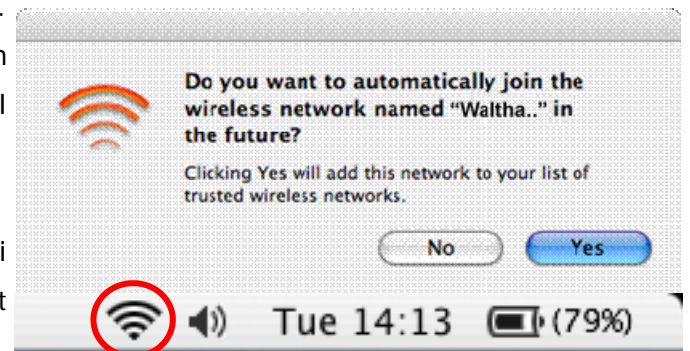 Do you want to automatically join the
wireless network named “Waltha..” in
the future?
Clicking Yes will add this network to your list of
trusted wireless networks.
No Yes
Tue 14:13 (79%)